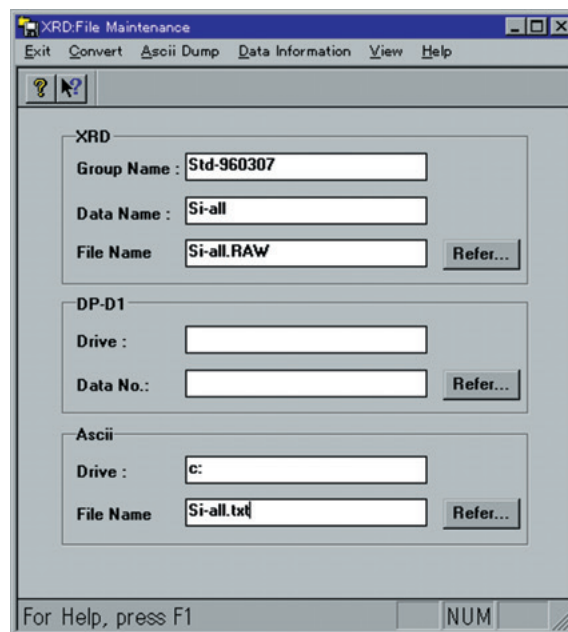 XRD:File Maintenance
Exit Convert Ascii Dump Data Information View Help
XRD
Group Name : Std-960307
Data Name : Si-all
File Name Si-all.RAW Refer...
DP-D1
Drive :
Data No.: Refer...
Ascii
Drive : c:
File Name Si-all.txt Refer...
For Help, press F1 NUM